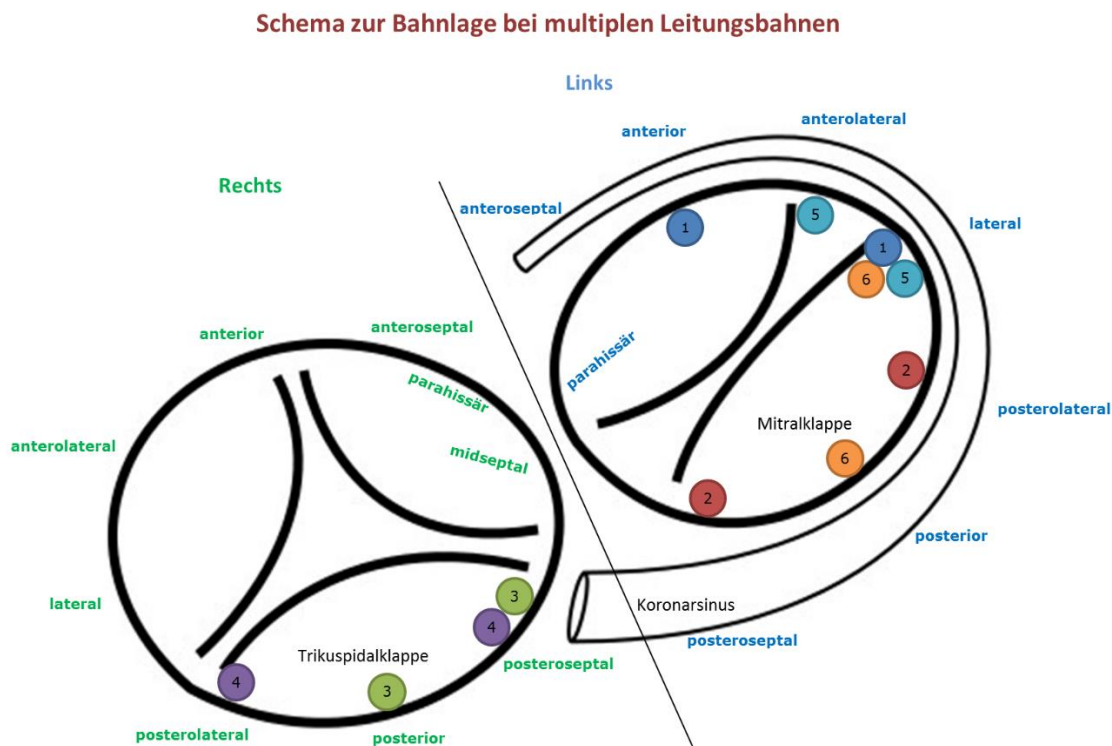 Schema zur Bahnlage bei multiplen Leitungsbahnen
Links
anterolateral
anterior
Rechts
anteroseptal
lateral
1
5
1
6
5
anterior
anteroseptal
parahissär
parahissär
2
posterolateral
Mitralklappe
anterolateral
midseptal
6
2
posterior
lateral
3
Koronarsinus
4
posteroseptal
Trikuspidalklappe
posteroseptal
4
3
posterolateral
posterior